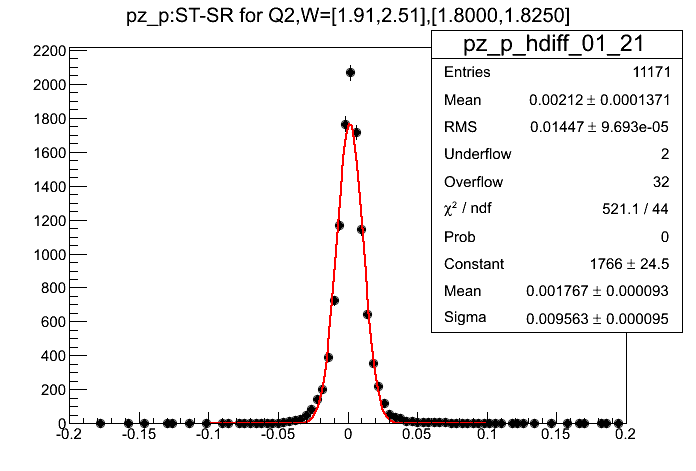 pz_p:ST-SR for Q2,W=[1.91,2.51],[1.8000,1.8250]
pz_p_hdiff_01_21
Entries 11171
Mean 0.00212 ± 0.0001371
RMS 0.01447 ± 9.693e-05
Underflow 2
Overflow 32
χ² / ndf 521.1 / 44
Prob 0
Constant 1766 ± 24.5
Mean 0.001767 ± 0.000093
Sigma 0.009563 ± 0.000095
2200
2000
1800
1600
1400
1200
1000
800
600
400
200
0
-0.2 -0.15 -0.1 -0.05 0 0.05 0.1 0.15 0.2